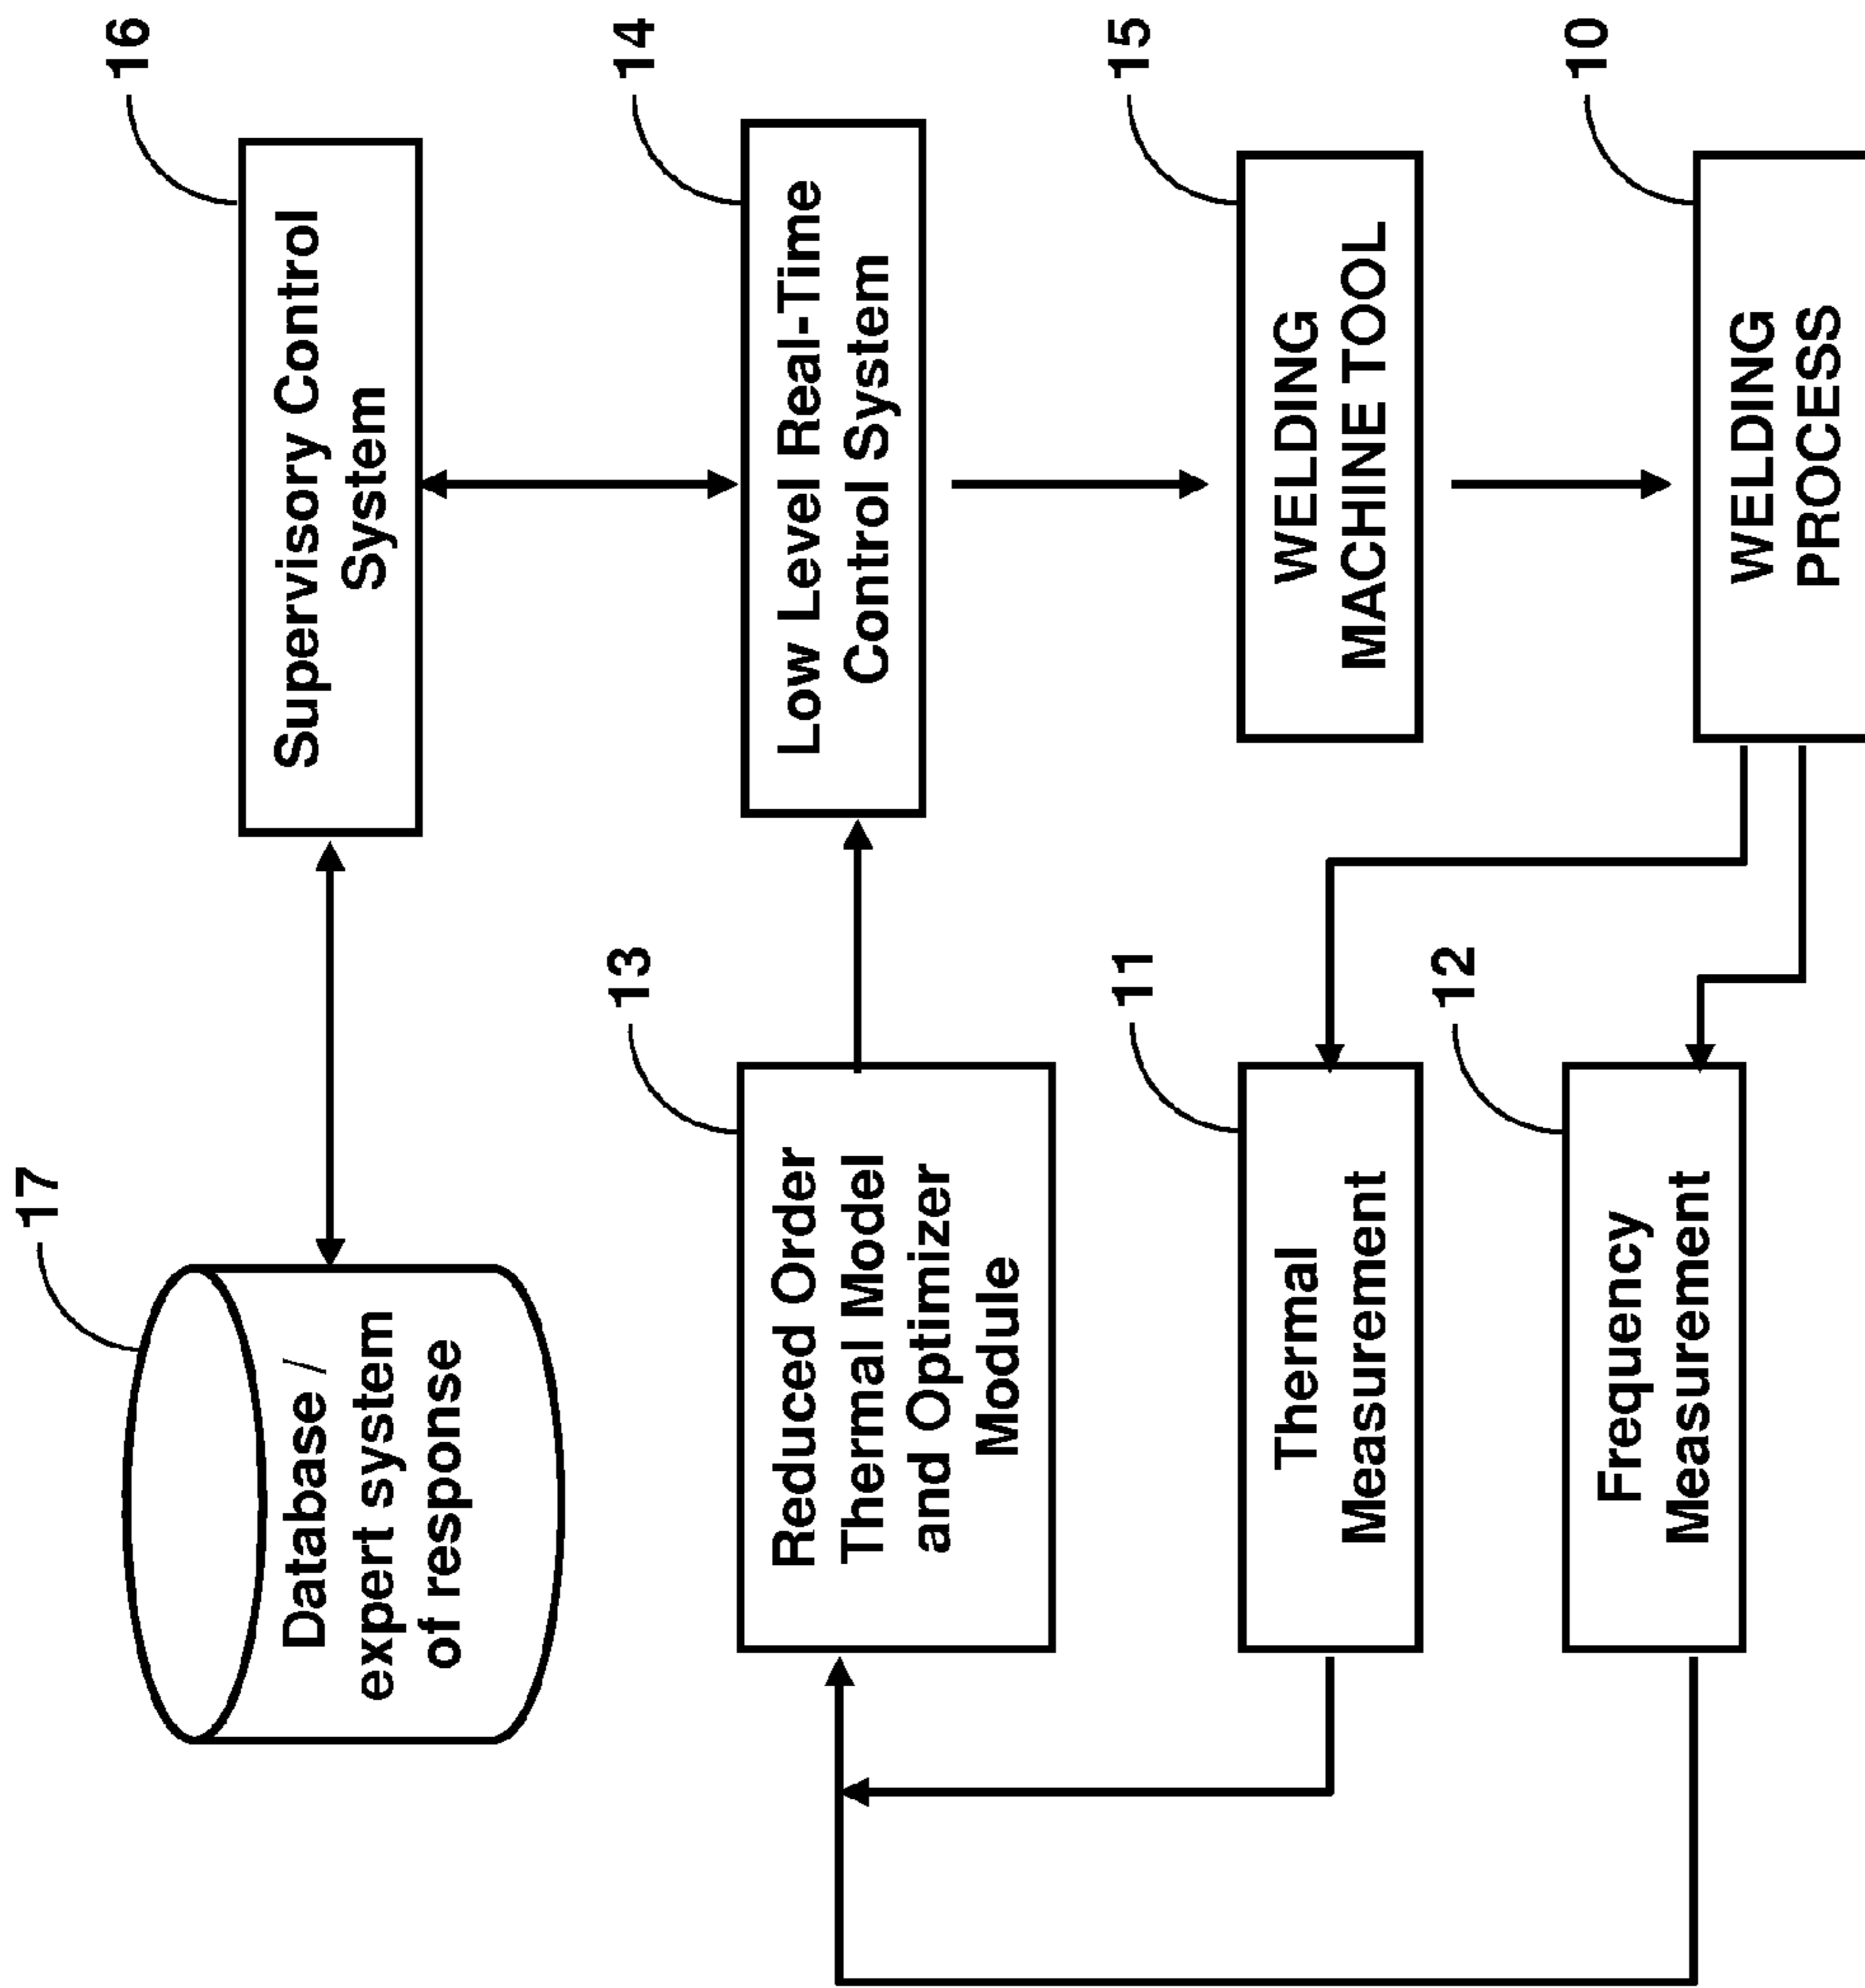 17
Database /
expert system
of response
16
Supervisory Control
System
13
Reduced Order
Thermal Model
and Optimizer
Module
14
Low Level Real-Time
Control System
11
Thermal
Measurement
15
WELDING
MACHINE TOOL
12
Frequency
Measurement
10
WELDING
PROCESS